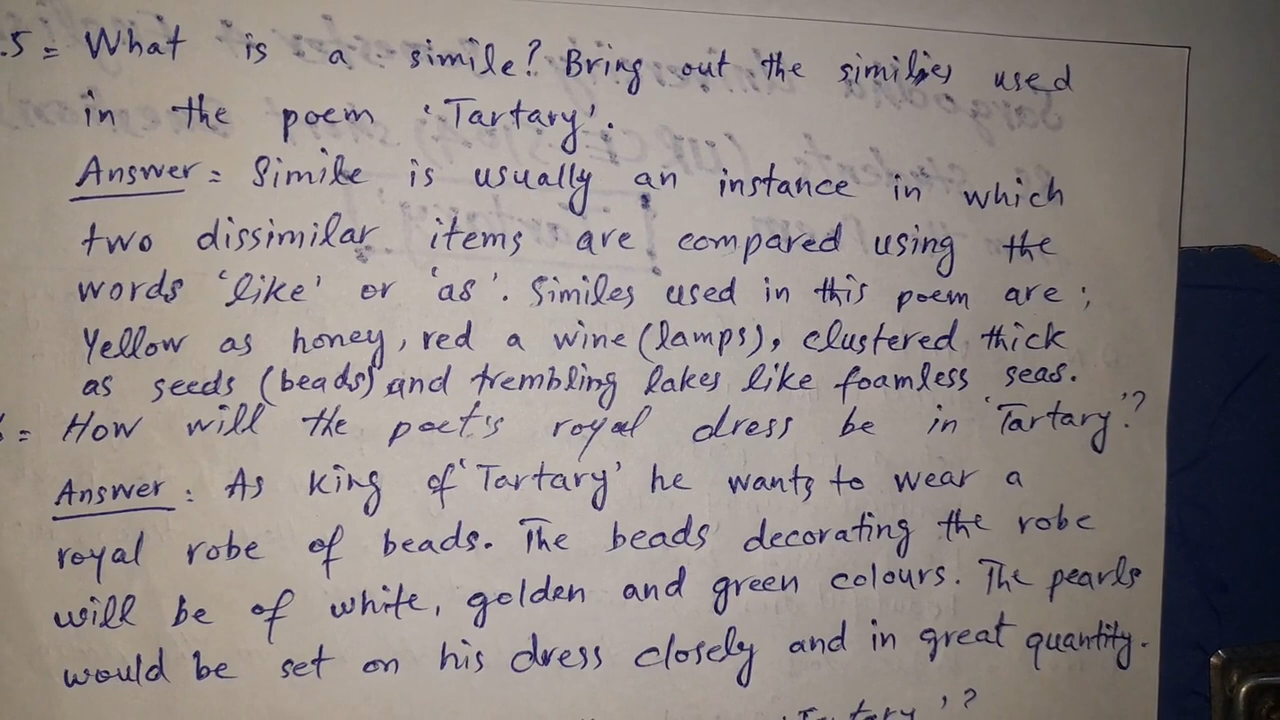 .5 = What is a simile? Bring out the similies used
in the poem 'Tartary'.
Answer = Simile is usually an instance in which
two dissimilar items are compared using the
words 'like' or 'as'. Similes used in this poem are;
Yellow as honey, red a wine (lamps), clustered thick
as seeds (beads) and trembling lakes like foamless seas.
= How will the poet's royal dress be in 'Tartary'?
Answer : As king of 'Tartary' he wants to wear a
royal robe of beads. The beads decorating the robe
will be of white, golden and green colours. The pearls
would be set on his dress closely and in great quantity.
'?